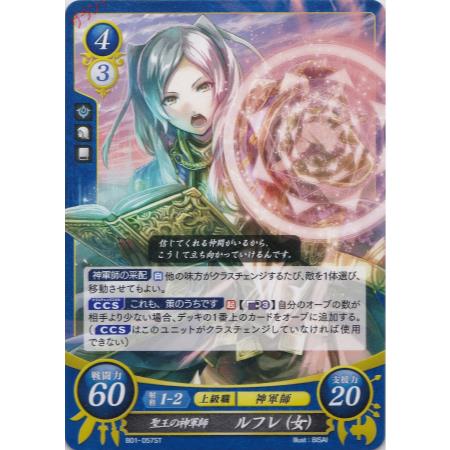 4
3
信じてくれる仲間がいるから、
こうして立ち向かっていけるんです。
神軍師の采配 自 他の味方がクラスチェンジするたび、敵を1体選び、
移動させてもよい。
CCS これも、策のうちです 起 自分のオーブの数が
相手より少ない場合、デッキの1番上のカードをオーブに追加する。
(CCS はこのユニットがクラスチェンジしていなければ使用
できない)
戦闘力
60
射程 1-2 上級職 神軍師
支援力
20
聖王の神軍師 ルフレ(女)
B01-057ST
Illust : BISAI